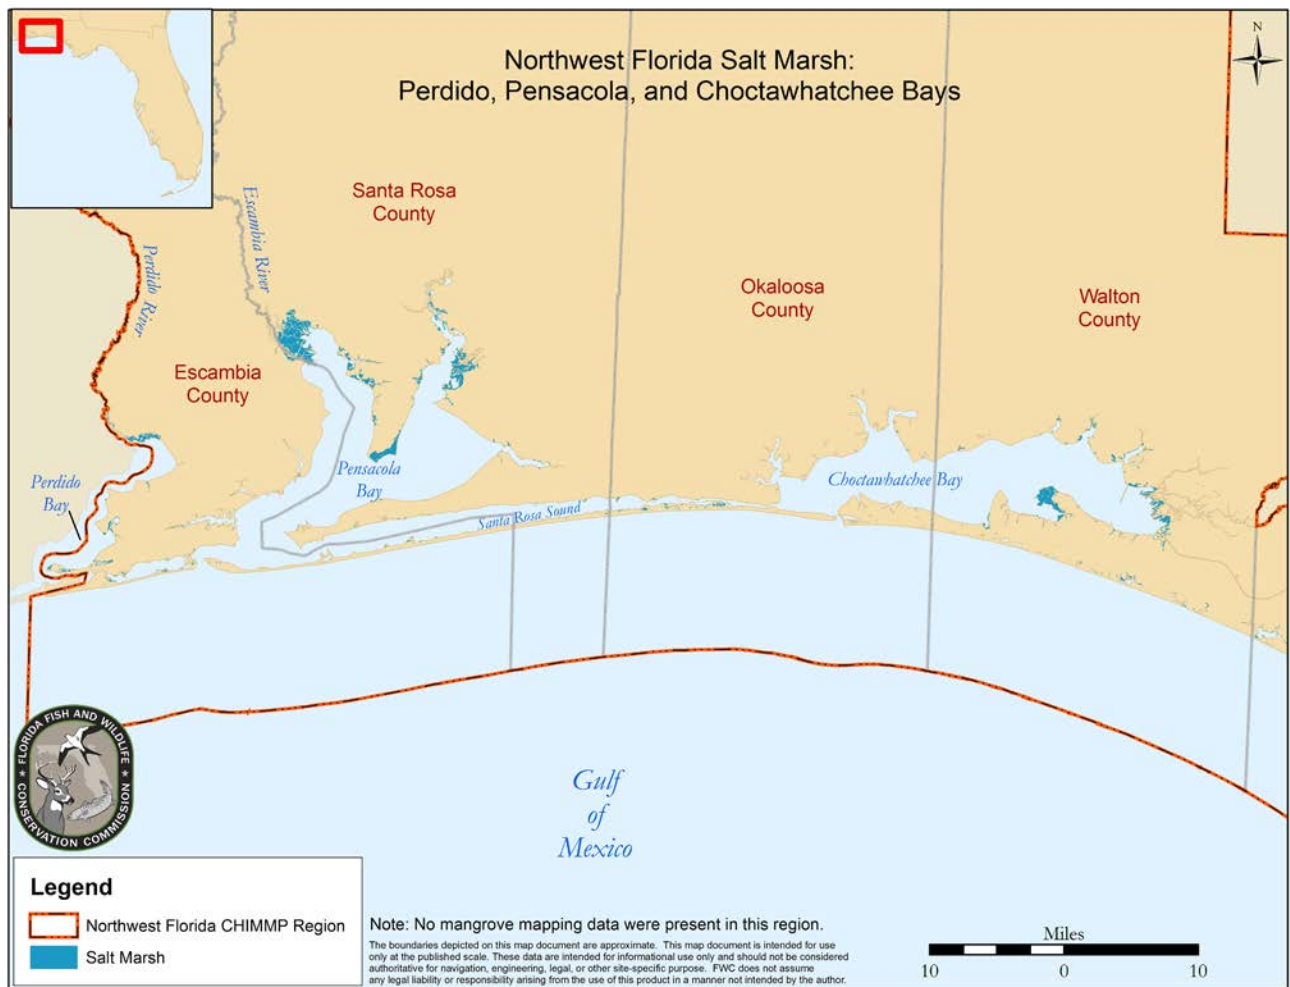 Northwest Florida Salt Marsh:
Perdido, Pensacola, and Choctawhatchee Bays
N
Santa Rosa
County
Escambia River
Perdido River
Okaloosa
County
Walton
County
Escambia
County
Perdido
Bay
Pensacola
Bay
Choctawhatchee Bay
Santa Rosa Sound
Gulf
of
Mexico
FLORIDA FISH AND WILDLIFE
CONSERVATION COMMISSION
Legend
Northwest Florida CHIMMP Region
Salt Marsh
Note: No mangrove mapping data were present in this region.
The boundaries depicted on this map document are approximate. This map document is intended for use
only at the published scale. These data are intended for informational use only and should not be considered
authoritative for navigation, engineering, legal, or other site-specific purpose. FWC does not assume
any legal liability or responsibility arising from the use of this product in a manner not intended by the author.
Miles
10 0 10